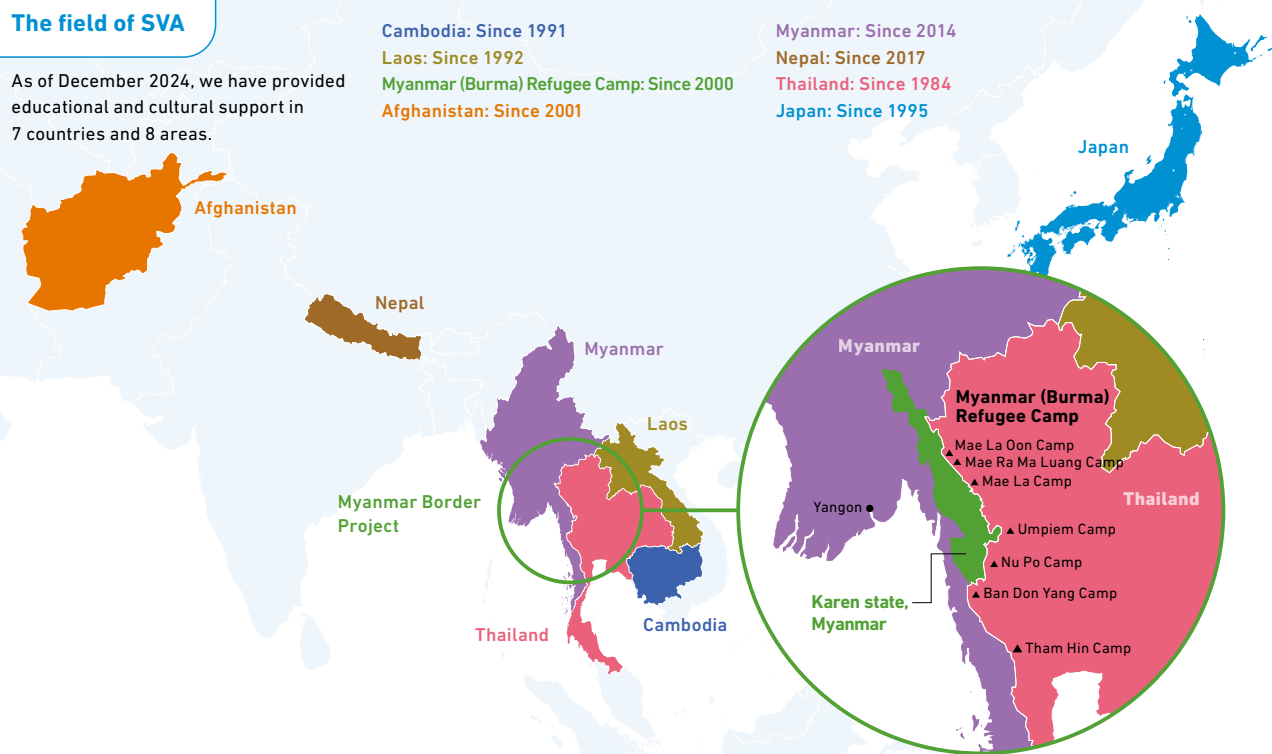 The field of SVA
As of December 2024, we have provided
educational and cultural support in
7 countries and 8 areas.
Cambodia: Since 1991
Laos: Since 1992
Myanmar (Burma) Refugee Camp: Since 2000
Afghanistan: Since 2001
Myanmar: Since 2014
Nepal: Since 2017
Thailand: Since 1984
Japan: Since 1995
Japan
Afghanistan
Nepal
Myanmar
Laos
Myanmar Border
Project
Thailand
Cambodia
Myanmar
Myanmar (Burma)
Refugee Camp
Mae La Oon Camp
Mae Ra Ma Luang Camp
Mae La Camp
Thailand
Yangon
Umpiem Camp
Nu Po Camp
Ban Don Yang Camp
Karen state,
Myanmar
Tham Hin Camp